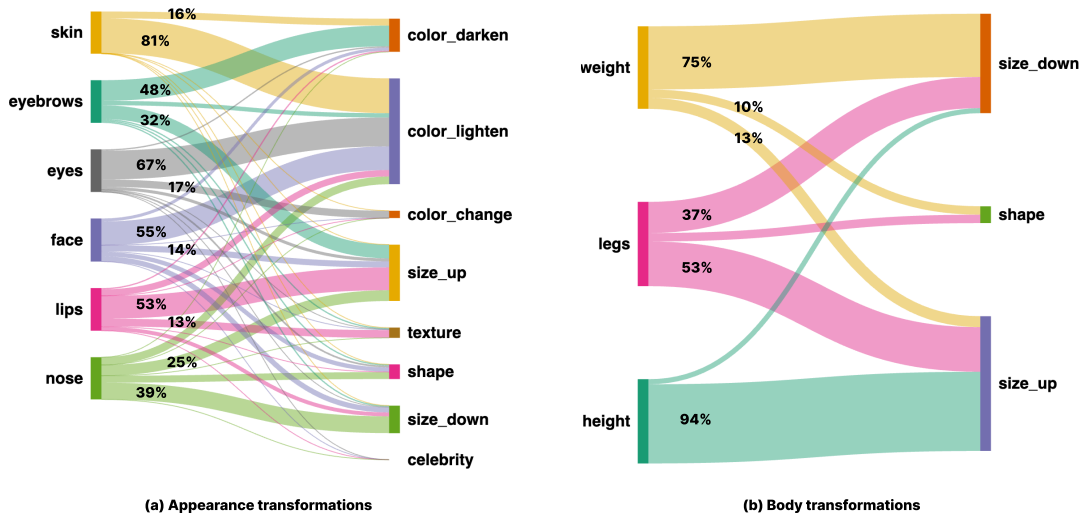 skin
eyebrows
eyes
face
lips
nose
16%
81%
48%
32%
67%
17%
55%
14%
53%
13%
25%
39%
color_darken
color_lighten
color_change
size_up
texture
shape
size_down
celebrity
(a) Appearance transformations
weight
legs
height
75%
10%
13%
37%
53%
94%
size_down
shape
size_up
(b) Body transformations